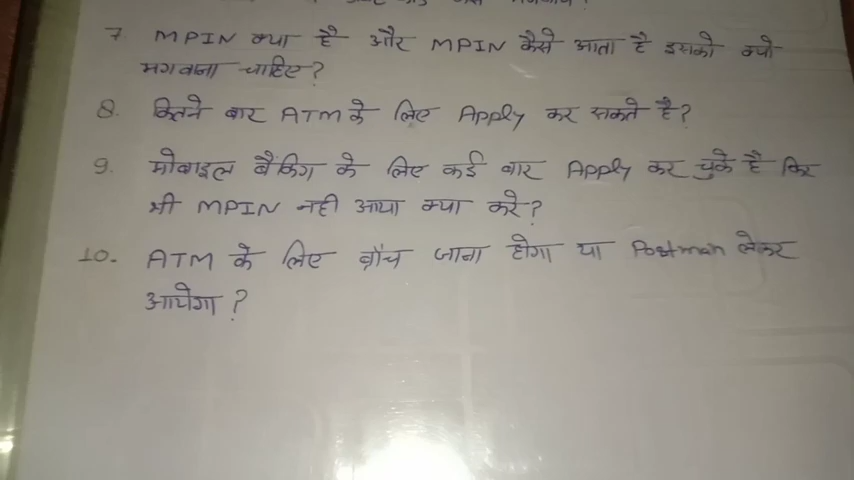 7. MPIN क्या है और MPIN कैसे आता है इसको क्यो
मगवाना चाहिए?
8. कितने बार ATM के लिए Apply कर सकते है?
9. मोबाइल बैंकिग के लिए कई बार Apply कर चुके है फिर
भी MPIN नही आया क्या करे?
10. ATM के लिए ब्रांच जाना होगा या Postman लेकर
आयेगा?